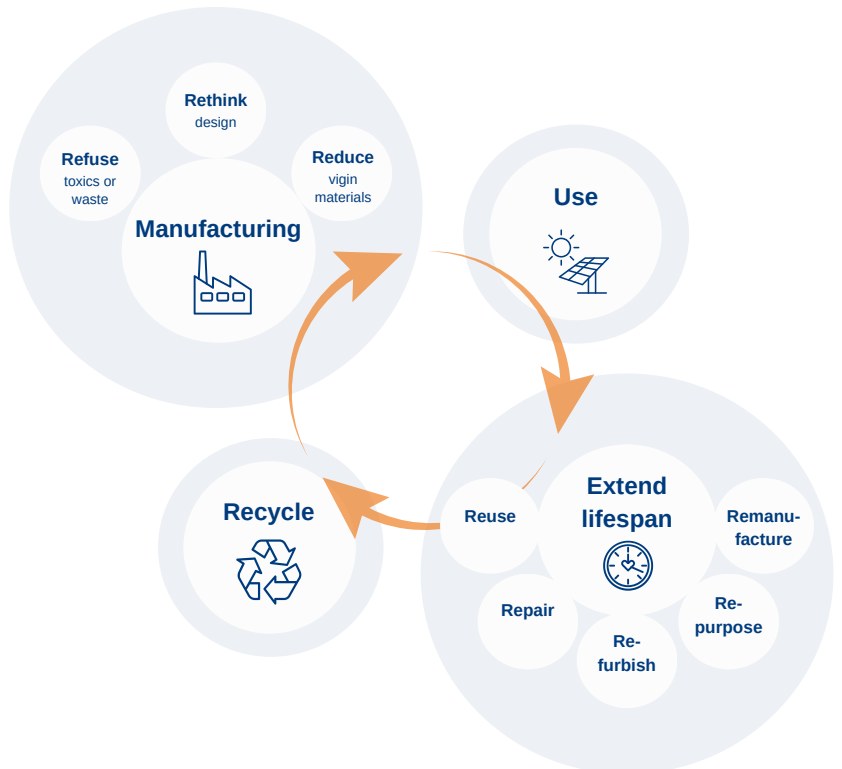 Rethink
design
Refuse
toxics or
waste
Reduce
vigin
materials
Manufacturing
Use
Extend
lifespan
Reuse
Remanu-
facture
Repair
Re-
purpose
Re-
furbish
Recycle